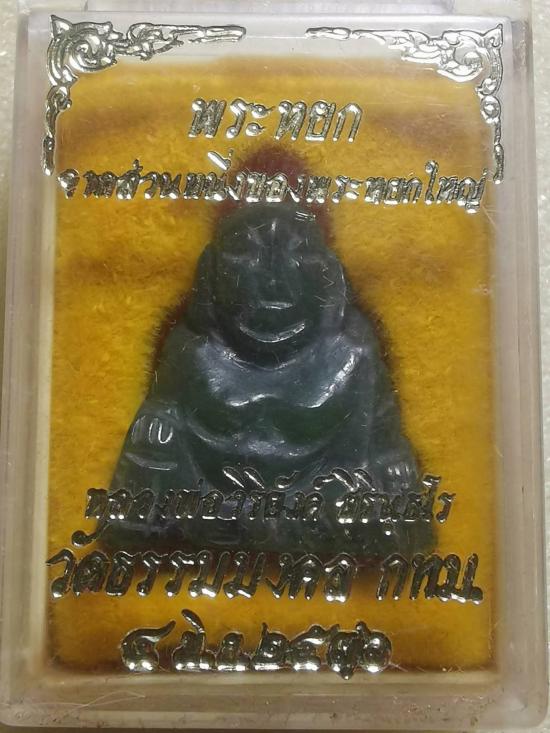 พระหยก
จากส่วนหนึ่งของพระหยกใหญ่
หลวงพ่อวิริยังค์ สิรินฺธโร
วัดธรรมมงคล กทม
๔ มิ.ย. ๒๕๓๖